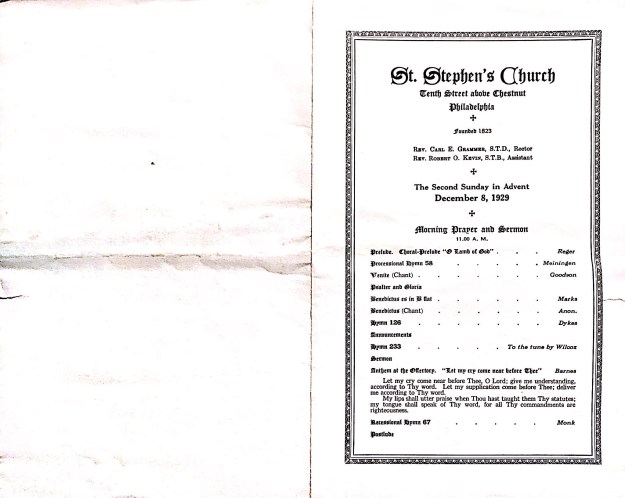 St. Stephen's Church
Tenth Street above Chestnut
Philadelphia
Founded 1823
Rev. Carl E. Grammer, S.T.D., Rector
Rev. Robert O. Kevin, S.T.B., Assistant
The Second Sunday in Advent
December 8, 1929
Morning Prayer and Sermon
11.00 A. M.
Prelude. Choral-Prelude "O Lamb of God" . . . Reger
Processional Hymn 58 . . . . . . Meiningen
Venite (Chant) . . . . . . . Goodson
Psalter and Gloria
Benedictus es in B flat . . . . . . Marks
Benedictus (Chant) . . . . . . Anon.
Hymn 126 . . . . . . . Dykes
Announcements
Hymn 233 . . . . To the tune by Wilcox
Sermon
Anthem at the Offertory. "Let my cry come near before Thee" Barnes
Let my cry come near before Thee, O Lord; give me understanding,
according to Thy word. Let my supplication come before Thee; deliver
me according to Thy word.
My lips shall utter praise when Thou hast taught them Thy statutes;
my tongue shall speak of Thy word, for all Thy commandments are
righteousness.
Recessional Hymn 67 . . . . . Monk
Postlude